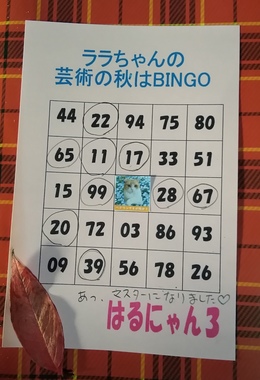 ララちゃんの
芸術の秋はBINGO
44 22 94 75 80
65 11 17 33 51
15 99 28 67
20 72 03 86 93
09 39 56 78 26
あっ、マスターになりました♡
はるにゃん3